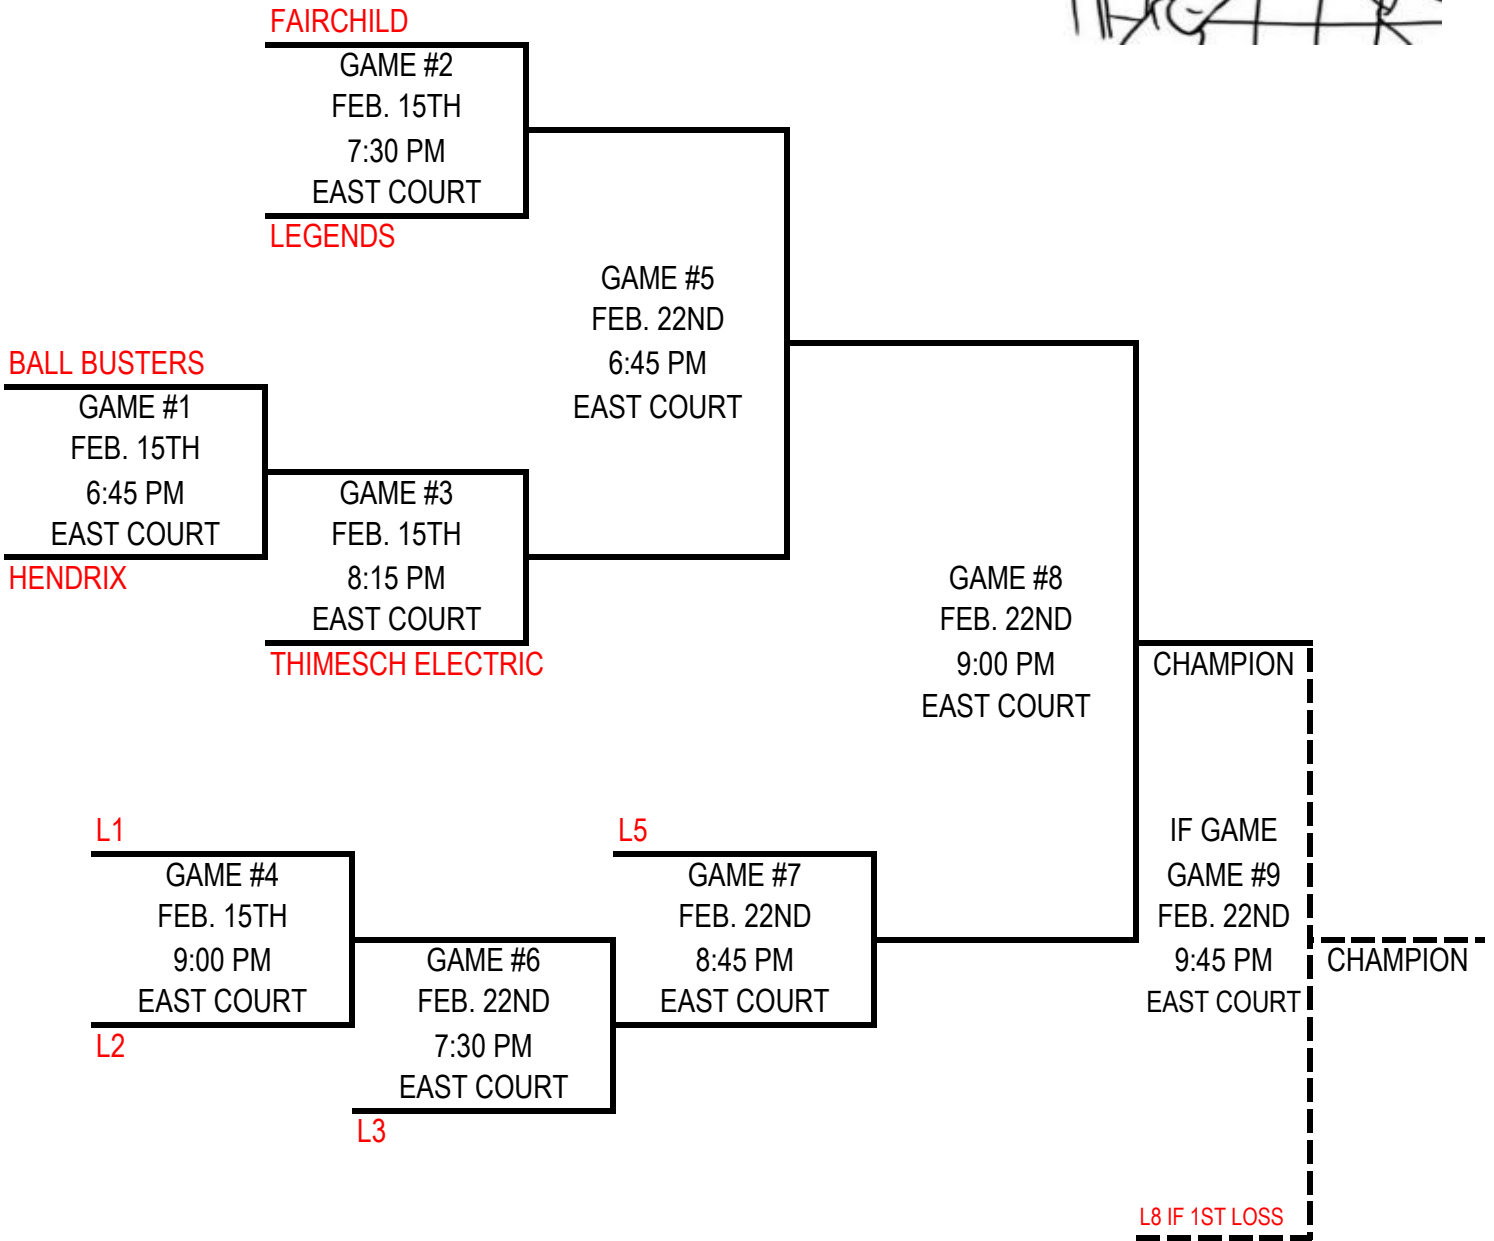 FAIRCHILD
GAME #2
FEB. 15TH
7:30 PM
EAST COURT
LEGENDS
GAME #5
FEB. 22ND
6:45 PM
EAST COURT
BALL BUSTERS
GAME #1
FEB. 15TH
6:45 PM
EAST COURT
HENDRIX
GAME #3
FEB. 15TH
8:15 PM
EAST COURT
THIMESCH ELECTRIC
GAME #8
FEB. 22ND
9:00 PM
EAST COURT
CHAMPION
L1
GAME #4
FEB. 15TH
9:00 PM
EAST COURT
L2
GAME #6
FEB. 22ND
7:30 PM
EAST COURT
L3
L5
GAME #7
FEB. 22ND
8:45 PM
EAST COURT
IF GAME
GAME #9
FEB. 22ND
9:45 PM
EAST COURT
CHAMPION
L8 IF 1ST LOSS